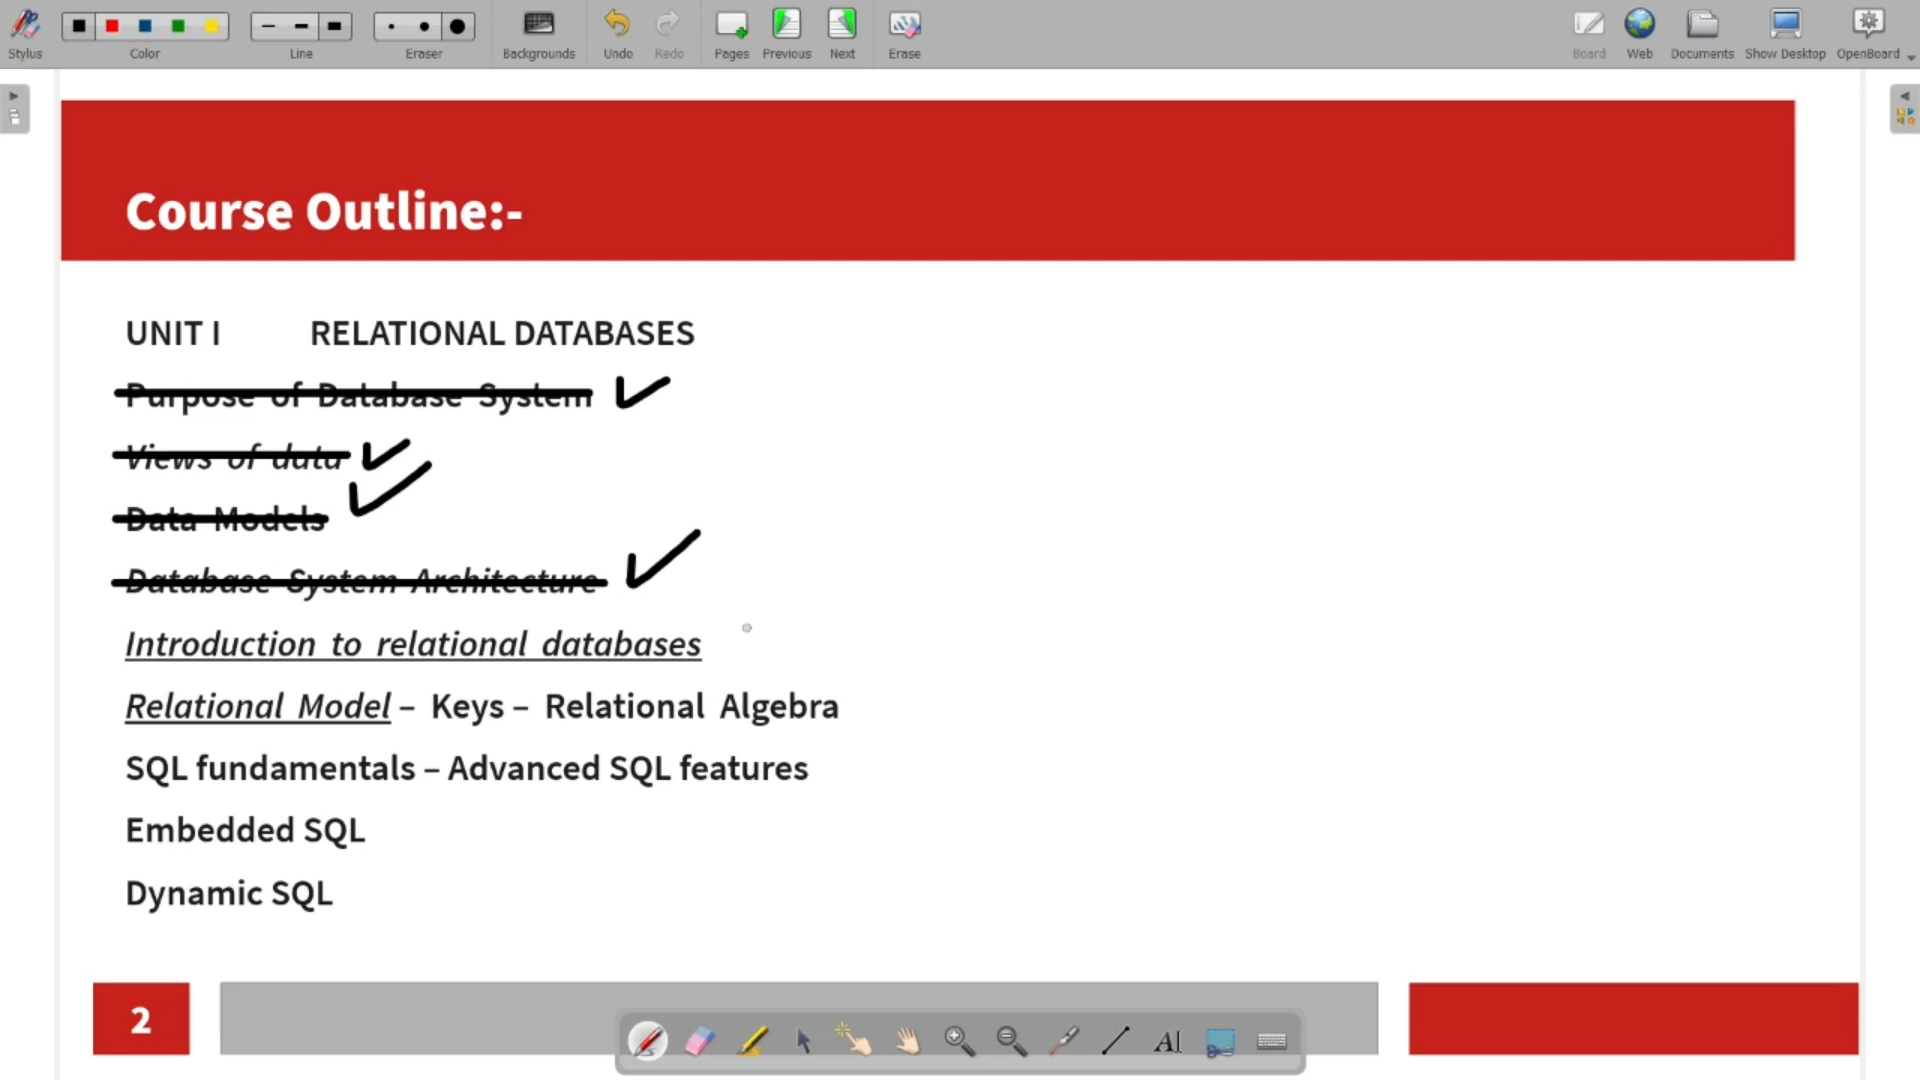 Stylus
Color
Line
Eraser
Backgrounds
Undo
Redo
Pages
Previous
Next
Erase
Board
Web
Documents
Show Desktop
OpenBoard
Course Outline:-
UNIT I RELATIONAL DATABASES
Purpose of Database System
Views of data
Data Models
Database System Architecture
Introduction to relational databases
Relational Model – Keys – Relational Algebra
SQL fundamentals – Advanced SQL features
Embedded SQL
Dynamic SQL
2
AI